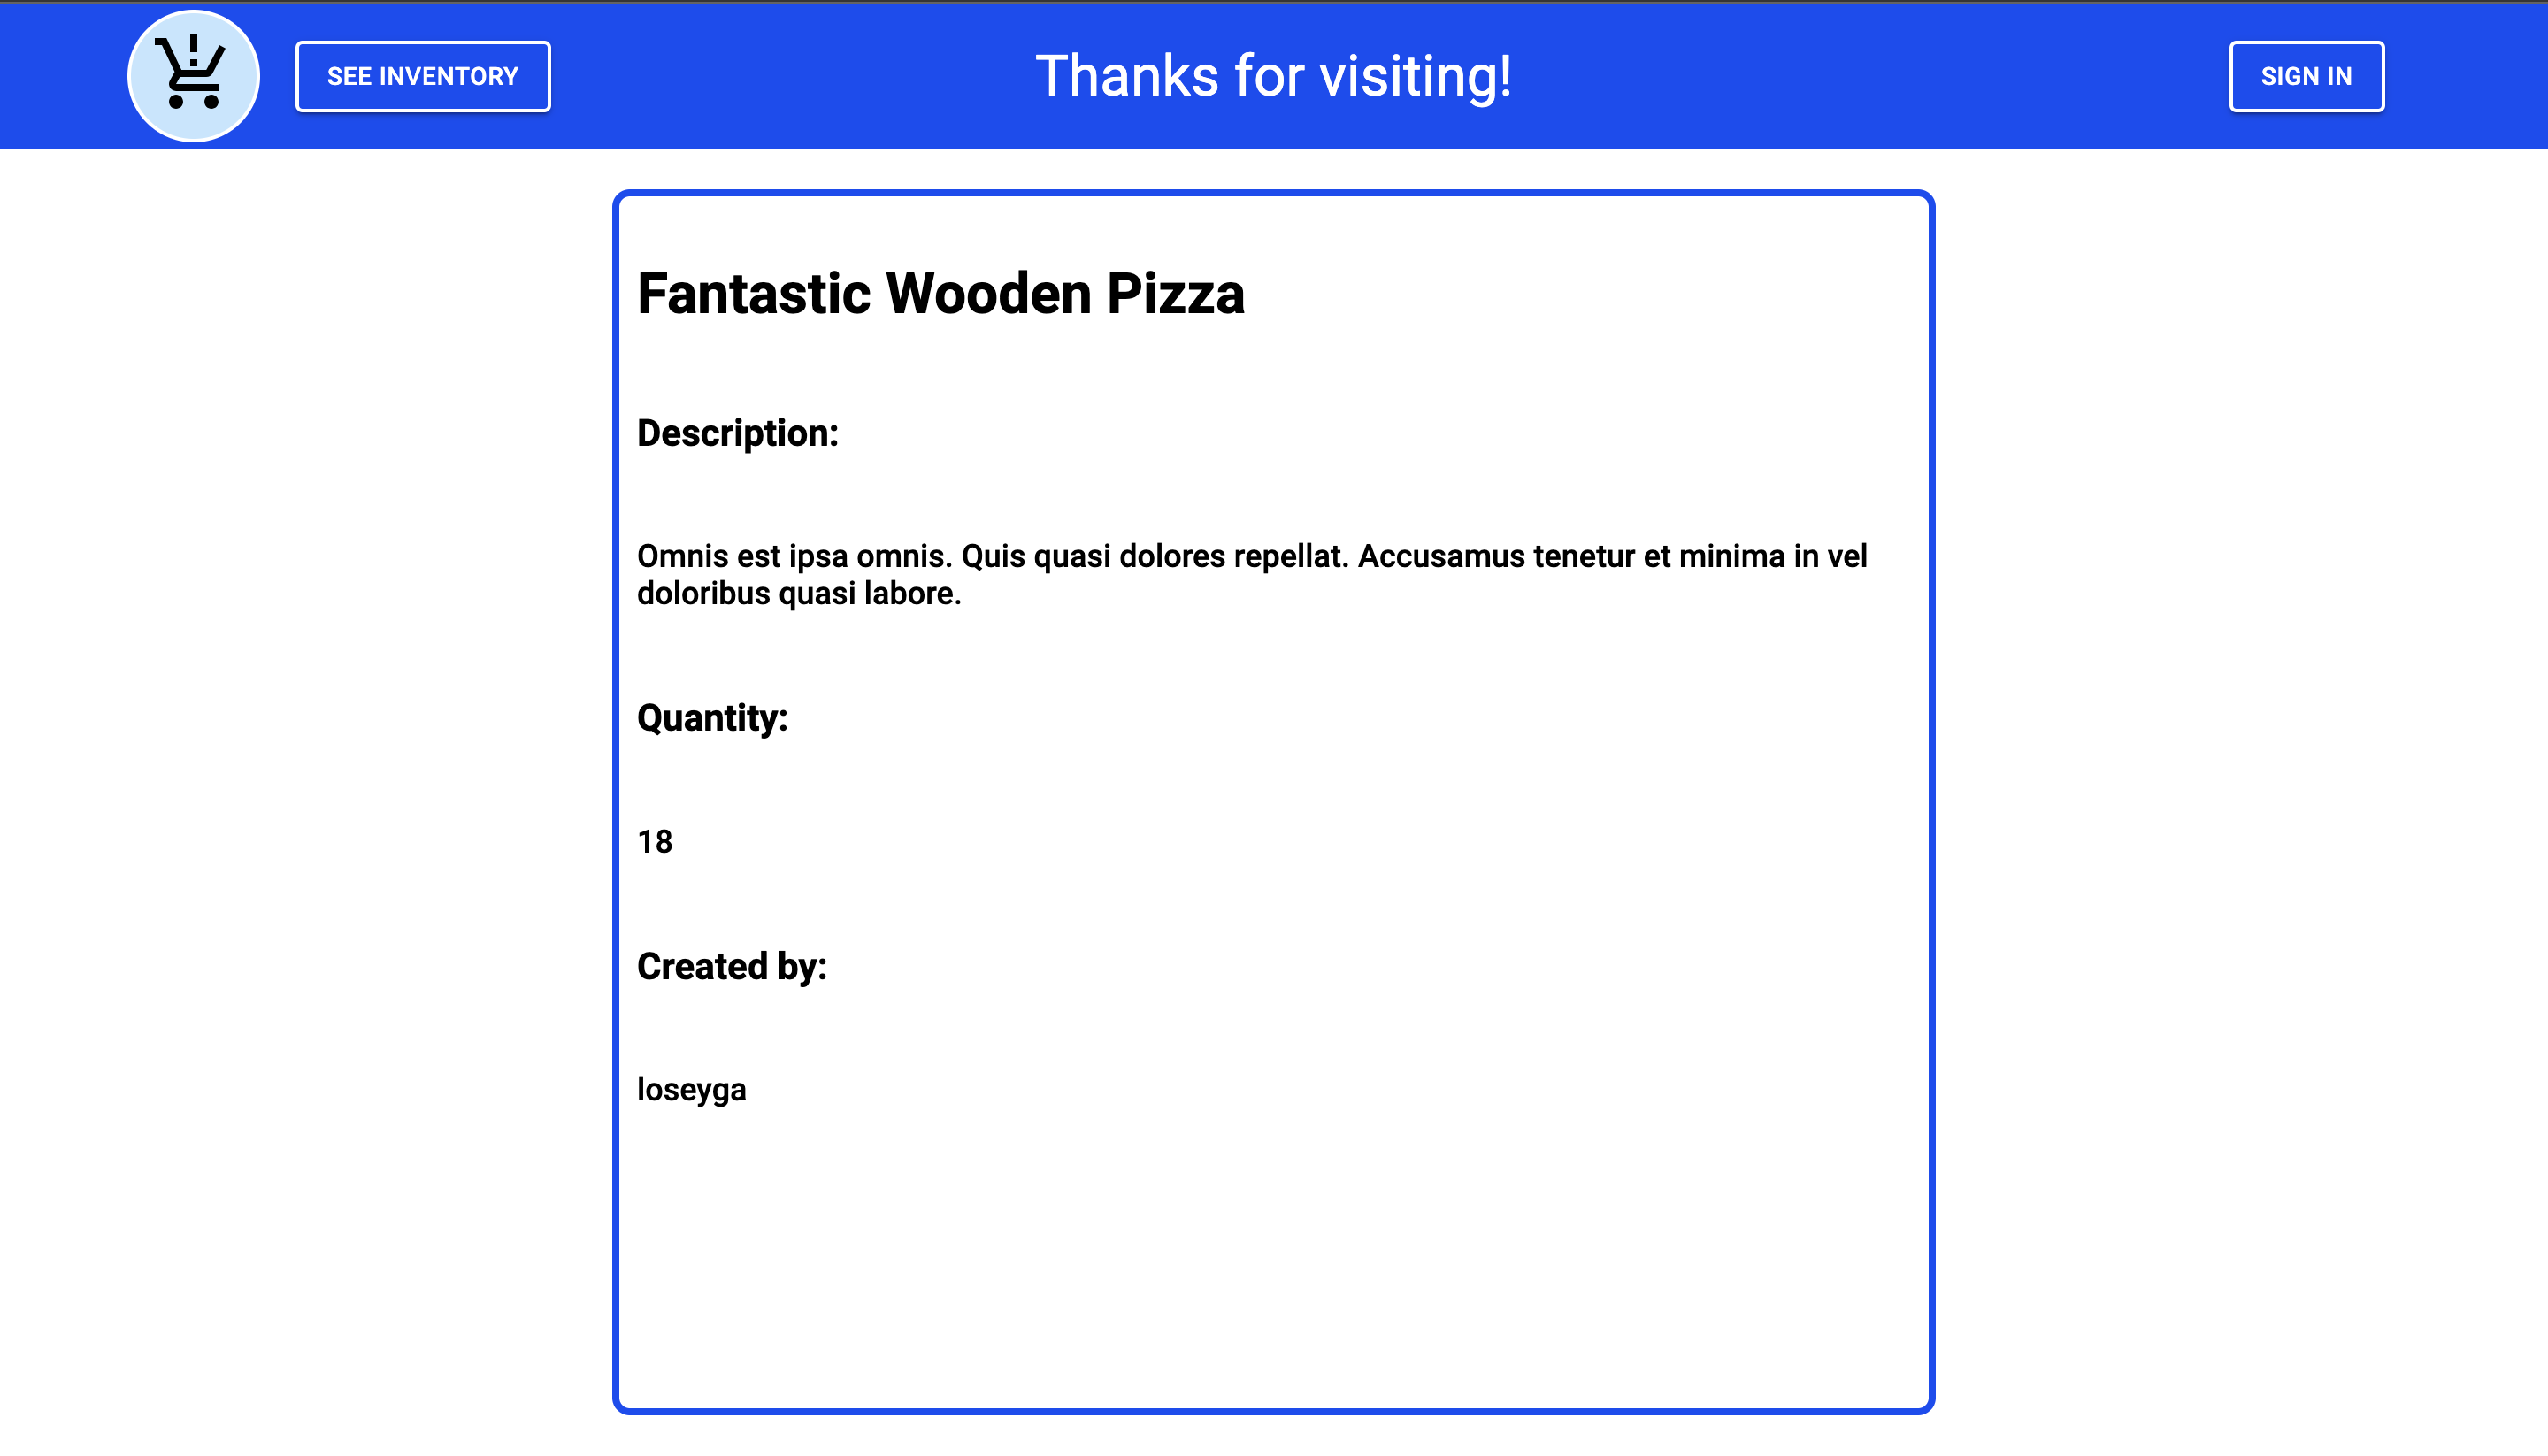 SEE INVENTORY
Thanks for visiting!
SIGN IN
Fantastic Wooden Pizza
Description:
Omnis est ipsa omnis. Quis quasi dolores repellat. Accusamus tenetur et minima in vel
doloribus quasi labore.
Quantity:
18
Created by:
loseyga